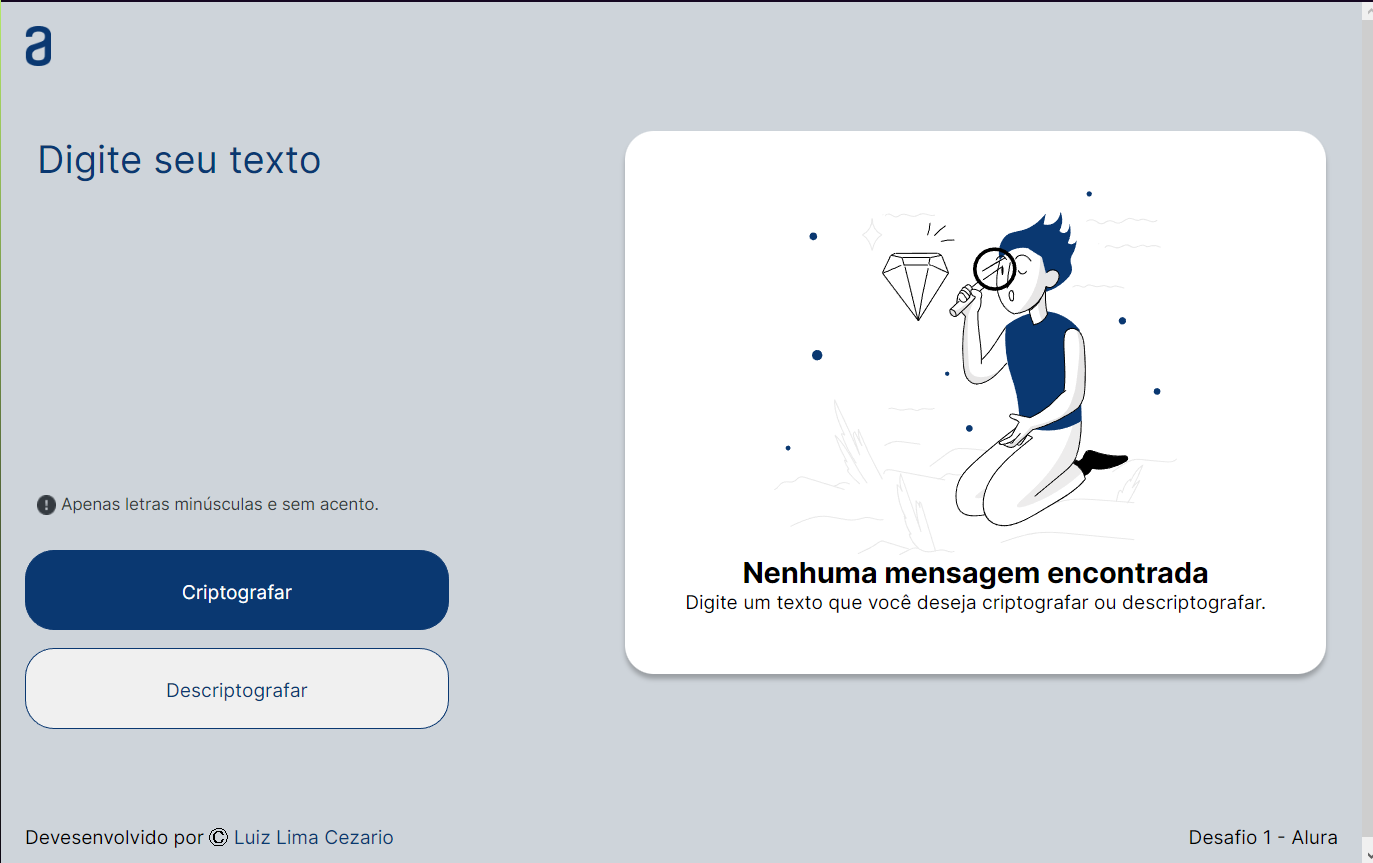 a
Digite seu texto
Apenas letras minúsculas e sem acento.
Criptografar
Descriptografar
Nenhuma mensagem encontrada
Digite um texto que você deseja criptografar ou descriptografar.
Devesenvolvido por © Luiz Lima Cezario
Desafio 1 - Alura